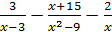 3/(x−3) − (x+15)/(x²−9) − 2/x